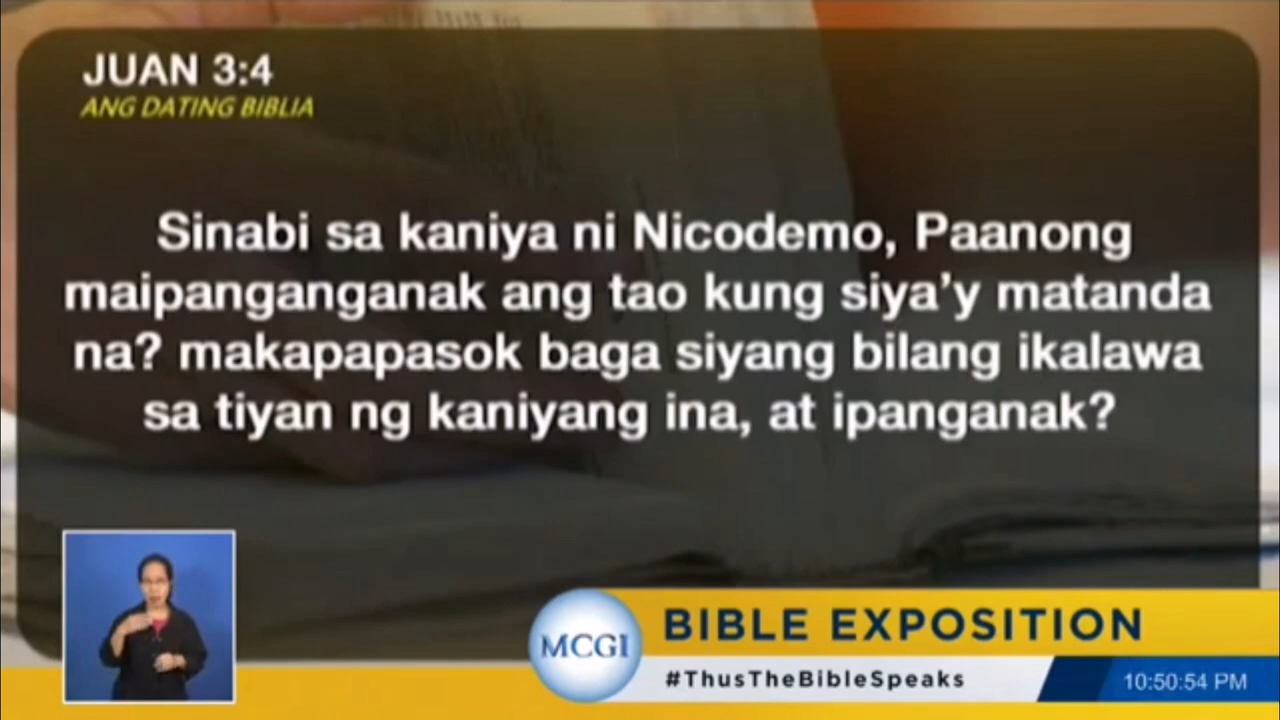 JUAN 3:4
ANG DATING BIBLIA
Sinabi sa kaniya ni Nicodemo, Paanong
maipanganganak ang tao kung siya’y matanda
na? makapapasok baga siyang bilang ikalawa
sa tiyan ng kaniyang ina, at ipanganak?
MCGI
BIBLE EXPOSITION
#ThusTheBibleSpeaks
10:50:54 PM